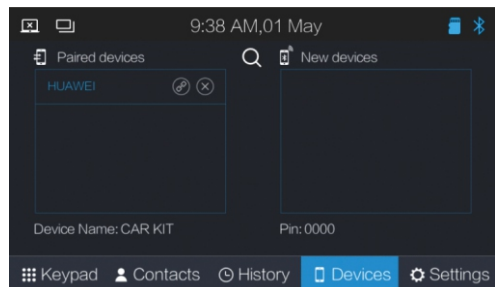 9:38 AM,01 May
Paired devices
New devices
HUAWEI
Device Name: CAR KIT
Pin: 0000
Keypad
Contacts
History
Devices
Settings